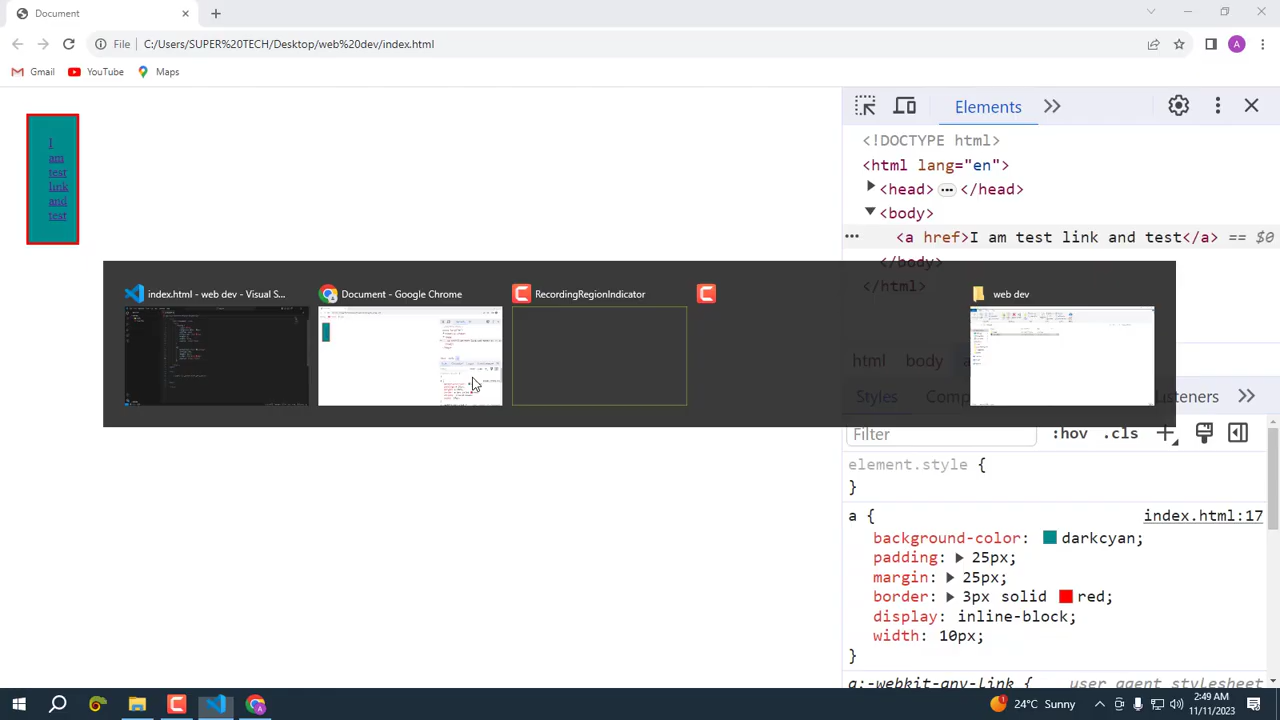 Document
File
C:/Users/SUPER%20TECH/Desktop/web%20dev/index.html
A
Gmail
YouTube
Maps
I
am
test
link
and
test
Elements
<!DOCTYPE html>
<html lang="en">
<head> </head>
<body>
<a href>I am test link and test</a> == $0
</body>
</html>
html
body
Styles
Filter
:hov
.cls
element.style {
}
a {
index.html:17
background-color: darkcyan;
padding: 25px;
margin: 25px;
border: 3px solid red;
display: inline-block;
width: 10px;
}
a:-webkit-any-link {
user agent stylesheet
index.html - web dev - Visual S...
Document - Google Chrome
RecordingRegionIndicator
web dev
24°C Sunny
2:49 AM
11/11/2023